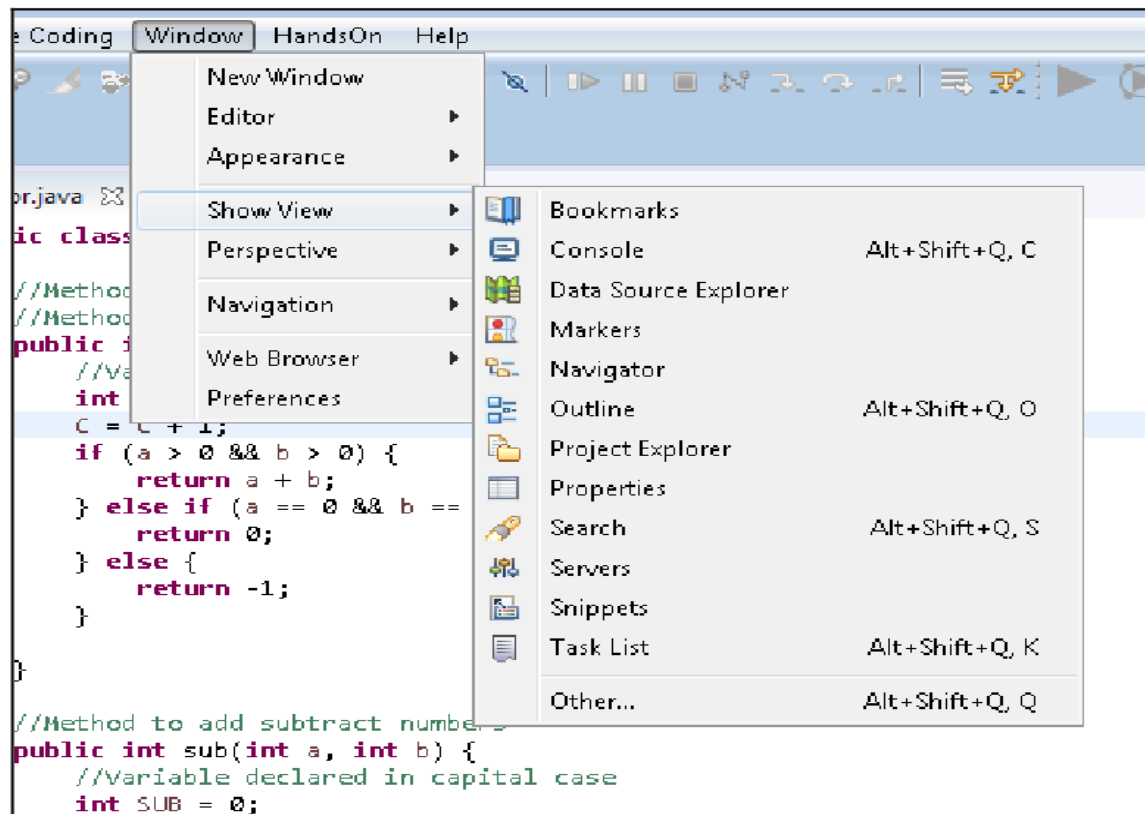 e Coding Window HandsOn Help
New Window
Editor
Appearance
Show View
Perspective
Navigation
Web Browser
Preferences
Bookmarks
Console Alt+Shift+Q, C
Data Source Explorer
Markers
Navigator
Outline Alt+Shift+Q, O
Project Explorer
Properties
Search Alt+Shift+Q, S
Servers
Snippets
Task List Alt+Shift+Q, K
Other... Alt+Shift+Q, Q
or.java
ic class
//Method
//Method
public i
//Va
int
C = C + 1;
if (a > 0 && b > 0) {
return a + b;
} else if (a == 0 && b ==
return 0;
} else {
return -1;
}
}
//Method to add subtract numbers
public int sub(int a, int b) {
//Variable declared in capital case
int SUB = 0;